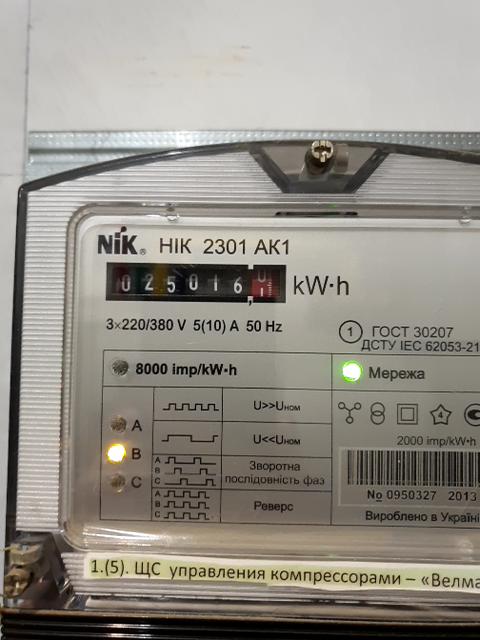 NiK® НІК 2301 АК1
025016 kW·h
3×220/380 V 5(10) A 50 Hz
1 ГОСТ 30207
ДСТУ IEC 62053-21
8000 imp/kW·h
Мережа
A
B
C
U>>Uном
U<<Uном
A
B
C
Зворотна
послідовність фаз
A
B
C
Реверс
4
2000 imp/kW·h
№ 0950327 2013
Вироблено в Україні
1.(5). ЩС управления компрессорами – «Велма